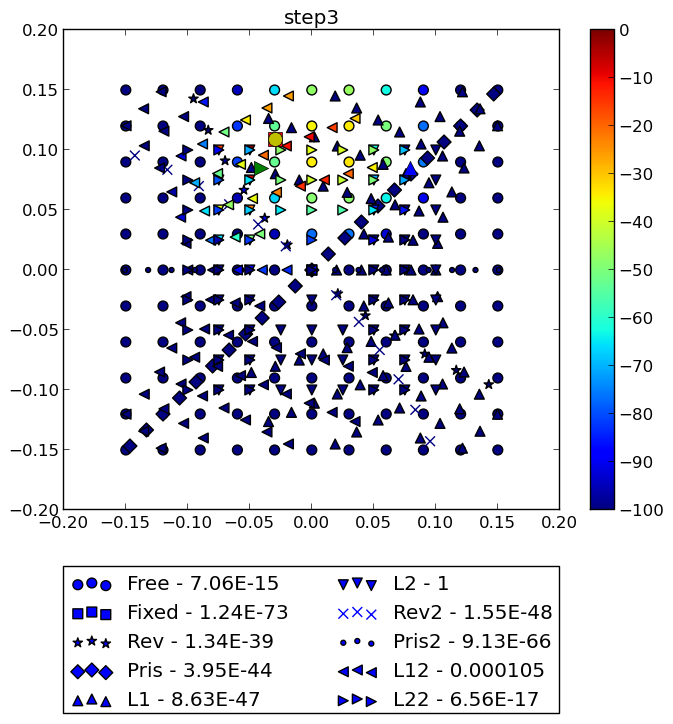 step3
0.20
0.15
0.10
0.05
0.00
−0.05
−0.10
−0.15
−0.20
−0.20 −0.15 −0.10 −0.05 0.00 0.05 0.10 0.15 0.20
0
−10
−20
−30
−40
−50
−60
−70
−80
−90
−100
Free - 7.06E-15
Fixed - 1.24E-73
Rev - 1.34E-39
Pris - 3.95E-44
L1 - 8.63E-47
L2 - 1
Rev2 - 1.55E-48
Pris2 - 9.13E-66
L12 - 0.000105
L22 - 6.56E-17